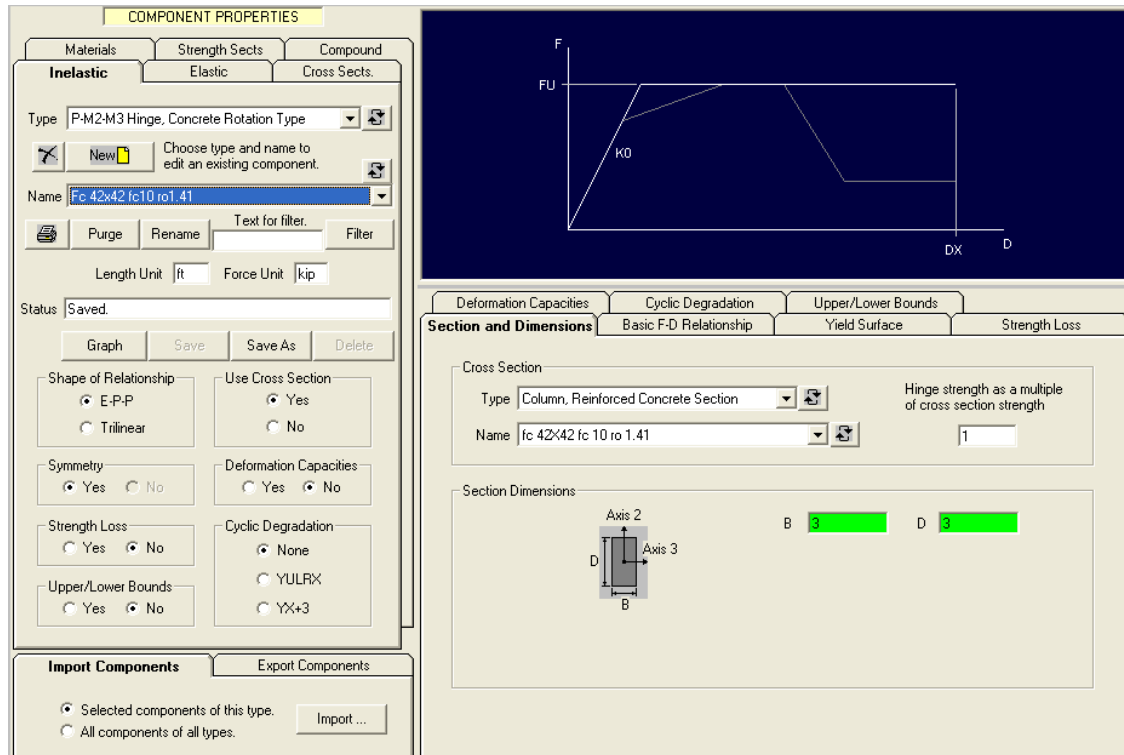 COMPONENT PROPERTIES
Materials Strength Sects Compound
Inelastic Elastic Cross Sects.
Type P-M2-M3 Hinge, Concrete Rotation Type
New Choose type and name to
edit an existing component.
Name Fc 42x42 fc10 ro1.41
Text for filter.
Purge Rename Filter
Length Unit ft Force Unit kip
Status Saved.
Graph Save Save As Delete
Shape of Relationship
E-P-P
Trilinear
Use Cross Section
Yes
No
Symmetry
Yes No
Deformation Capacities
Yes No
Strength Loss
Yes No
Cyclic Degradation
None
YULRX
YX+3
Upper/Lower Bounds
Yes No
Import Components Export Components
Selected components of this type.
All components of all types.
Import ...
F
FU
K0
DX
D
Deformation Capacities Cyclic Degradation Upper/Lower Bounds
Section and Dimensions Basic F-D Relationship Yield Surface Strength Loss
Cross Section
Type Column, Reinforced Concrete Section
Name fc 42X42 fc 10 ro 1.41
Hinge strength as a multiple
of cross section strength
1
Section Dimensions
Axis 2
Axis 3
D
B
B 3 D 3